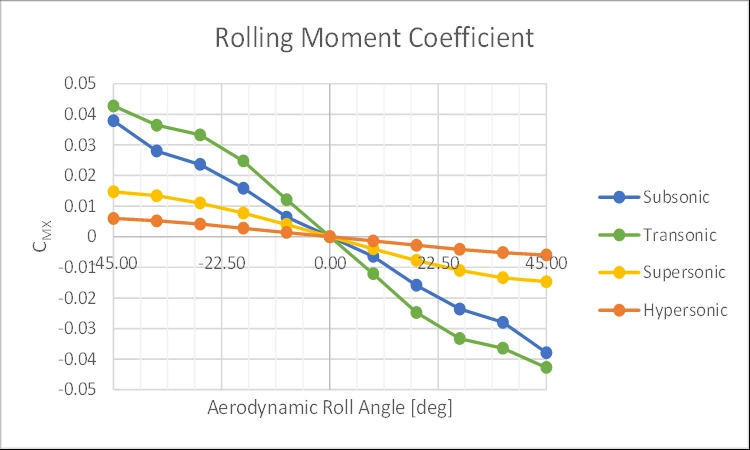 Rolling Moment Coefficient
0.05
0.04
0.03
0.02
0.01
0
-0.01
-0.02
-0.03
-0.04
-0.05
-45.00
-22.50
0.00
22.50
45.00
C_MX
Aerodynamic Roll Angle [deg]
Subsonic
Transonic
Supersonic
Hypersonic